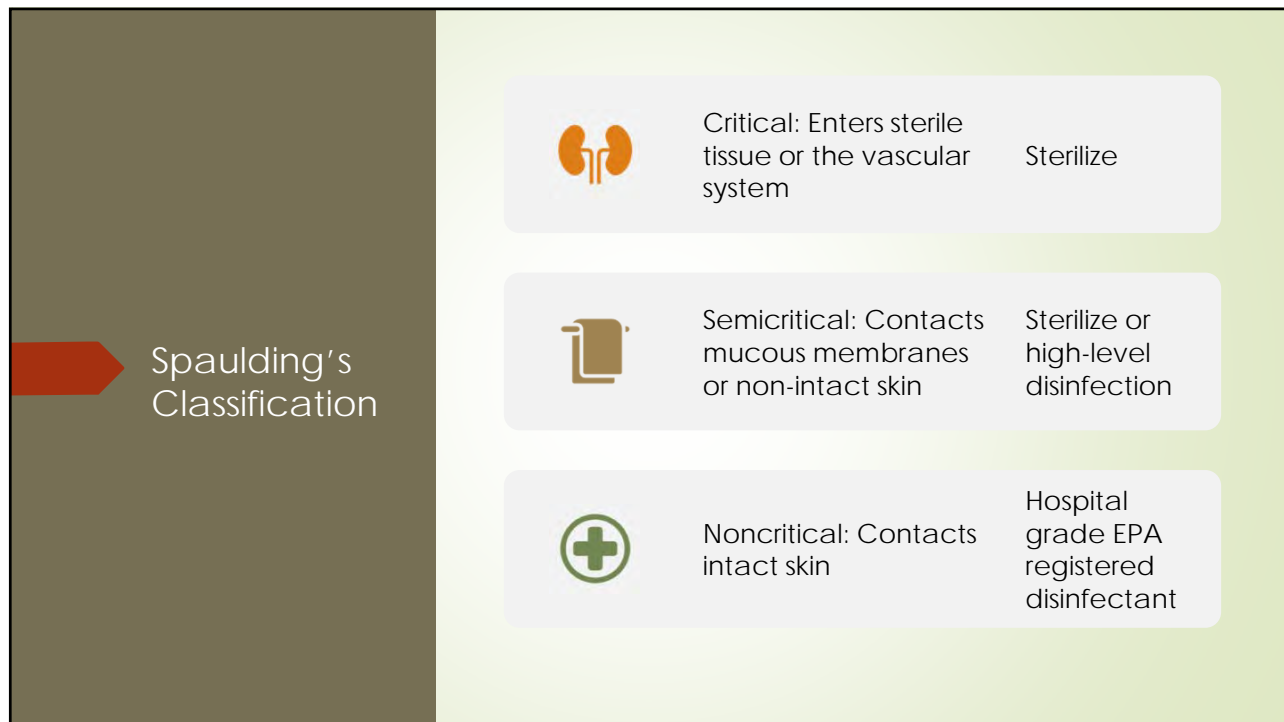 Spaulding’s
Classification
Critical: Enters sterile
tissue or the vascular
system
Sterilize
Semicritical: Contacts
mucous membranes
or non-intact skin
Sterilize or
high-level
disinfection
Noncritical: Contacts
intact skin
Hospital
grade EPA
registered
disinfectant